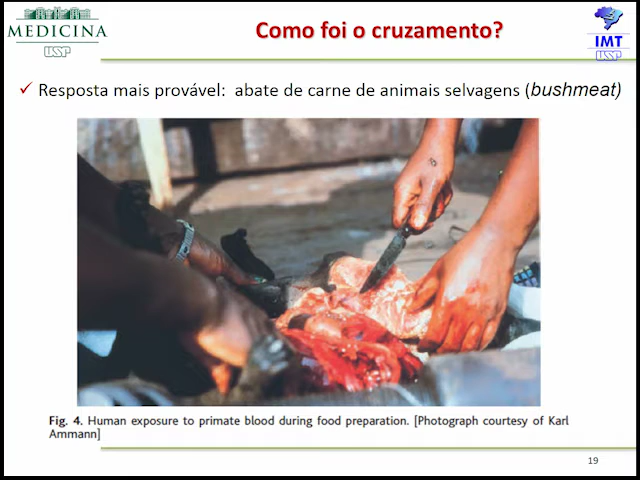 MEDICINA
USP
Como foi o cruzamento?
IMT
USP
✓ Resposta mais provável: abate de carne de animais selvagens (bushmeat)
Fig. 4. Human exposure to primate blood during food preparation. [Photograph courtesy of Karl
Ammann]
19